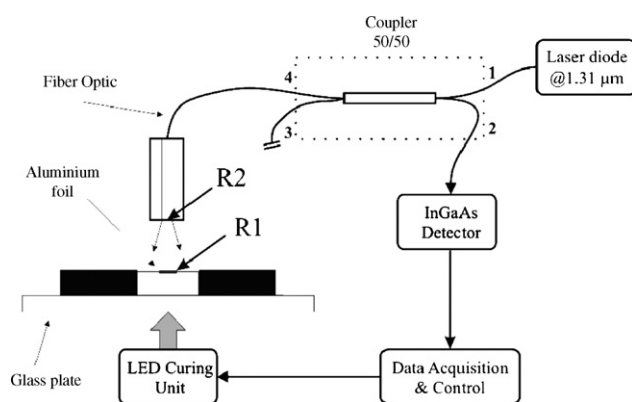 Coupler
50/50
Laser diode
@1.31 µm
Fiber Optic
4
1
3
2
Aluminium
foil
R2
R1
InGaAs
Detector
Glass plate
LED Curing
Unit
Data Acquisition
& Control